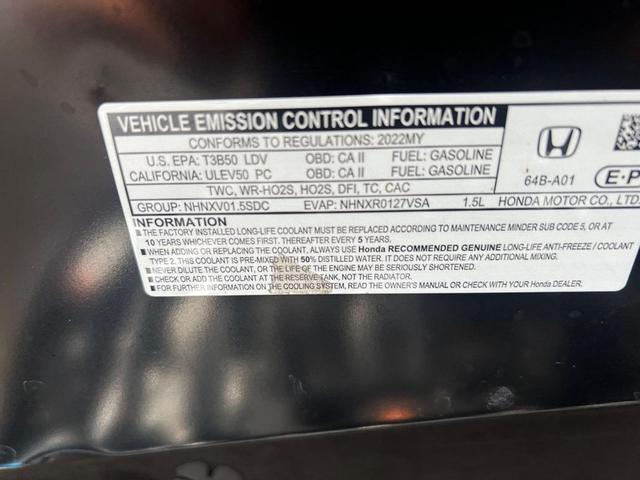 VEHICLE EMISSION CONTROL INFORMATION
CONFORMS TO REGULATIONS: 2022MY
U.S. EPA: T3B50 LDV OBD: CA II FUEL: GASOLINE
CALIFORNIA: ULEV50 PC OBD: CA II FUEL: GASOLINE
TWC, WR-HO2S, HO2S, DFI, TC, CAC
GROUP: NHNXV01.5SDC EVAP: NHNXR0127VSA 1.5L
64B-A01
E-P
HONDA MOTOR CO., LTD.
INFORMATION
■ THE FACTORY INSTALLED LONG-LIFE COOLANT MUST BE REPLACED ACCORDING TO MAINTENANCE MINDER SUB CODE 5, OR AT
10 YEARS WHICHEVER COMES FIRST. THEREAFTER EVERY 5 YEARS.
■ WHEN ADDING OR REPLACING THE COOLANT, ALWAYS USE Honda RECOMMENDED GENUINE LONG-LIFE ANTI-FREEZE / COOLANT
TYPE 2. THIS COOLANT IS PRE-MIXED WITH 50% DISTILLED WATER. IT DOES NOT REQUIRE ANY ADDITIONAL MIXING.
■ NEVER DILUTE THE COOLANT, OR THE LIFE OF THE ENGINE MAY BE SERIOUSLY SHORTENED.
■ CHECK OR ADD THE COOLANT AT THE RESERVE TANK, NOT THE RADIATOR.
■ FOR FURTHER INFORMATION ON THE COOLING SYSTEM, READ THE OWNER'S MANUAL OR CHECK WITH YOUR Honda DEALER.